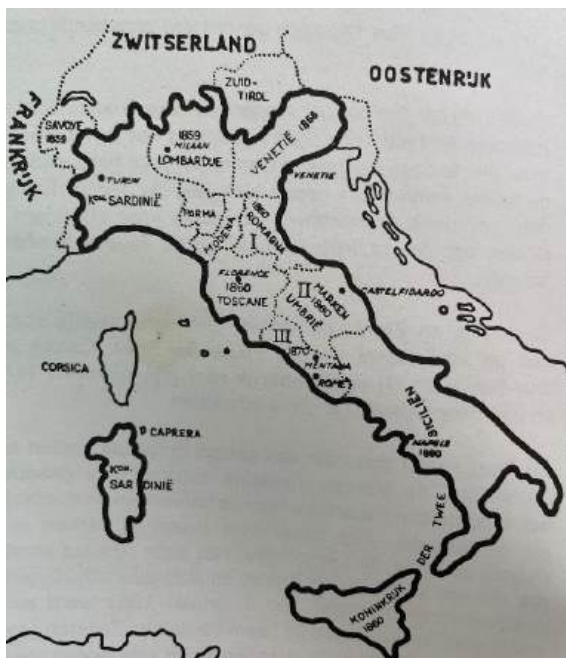 ZWITSERLAND
OOSTENRIJK
FRANKRIJK
ZUID-
TIROL
SAVOYE
1859
1859
MILAAN
LOMBARDIJE
VENETIË 1866
VENETIE
TURIJN
KON. SARDINIË
PARMA
MODENA
1860
ROMAGNA
I
FLORENCE
1860
TOSCANE
II
MARKEN
1860
UMBRIË
CASTELFIDARDO
III
1870
MENTANA
ROME
CORSICA
CAPRERA
KON.
SARDINIË
NAPELS
1860
KONINKRIJK
1860
DER TWEE
SICILIËN